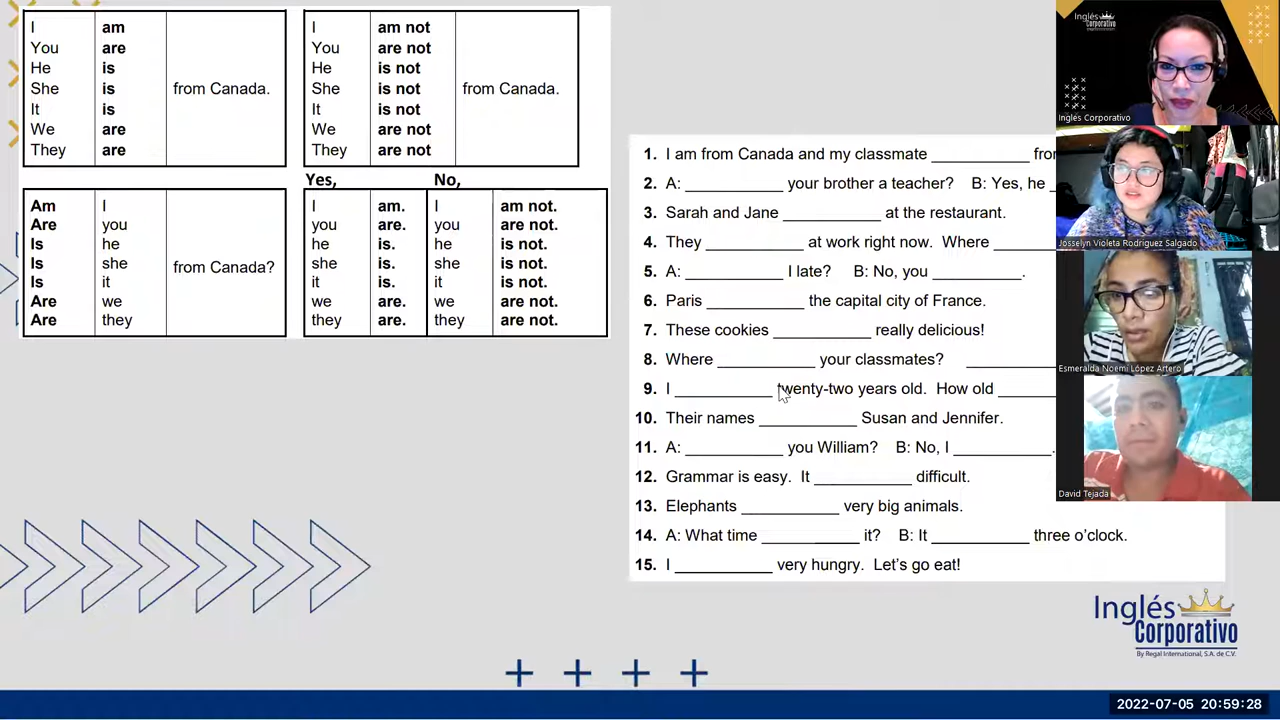 I am from Canada.
You are
He is
She is
It is
We are
They are
I am not from Canada.
You are not
He is not
She is not
It is not
We are not
They are not
Am I from Canada?
Are you
Is he
Is she
Is it
Are we
Are they
Yes, No,
I am. I am not.
you are. you are not.
he is. he is not.
she is. she is not.
it is. it is not.
we are. we are not.
they are. they are not.
1. I am from Canada and my classmate ___________
2. A: ___________ your brother a teacher? B: Yes, he
3. Sarah and Jane ___________ at the restaurant.
4. They ___________ at work right now. Where ___________
5. A: ___________ I late? B: No, you __________.
6. Paris ___________ the capital city of France.
7. These cookies ___________ really delicious!
8. Where ___________ your classmates? ___________
9. I ___________ twenty-two years old. How old ___________
10. Their names ___________ Susan and Jennifer.
11. A: ___________ you William? B: No, I ___________.
12. Grammar is easy. It ___________ difficult.
13. Elephants ___________ very big animals.
14. A: What time ___________ it? B: It ___________ three o'clock.
15. I ___________ very hungry. Let's go eat!
Inglés
Corporativo
Inglés Corporativo
Josselyn Violeta Rodriguez Salgado
Esmeralda Noemi López Artero
David Tejada
Inglés
Corporativo
By Regal International, S.A. de C.V.
2022-07-05 20:59:28